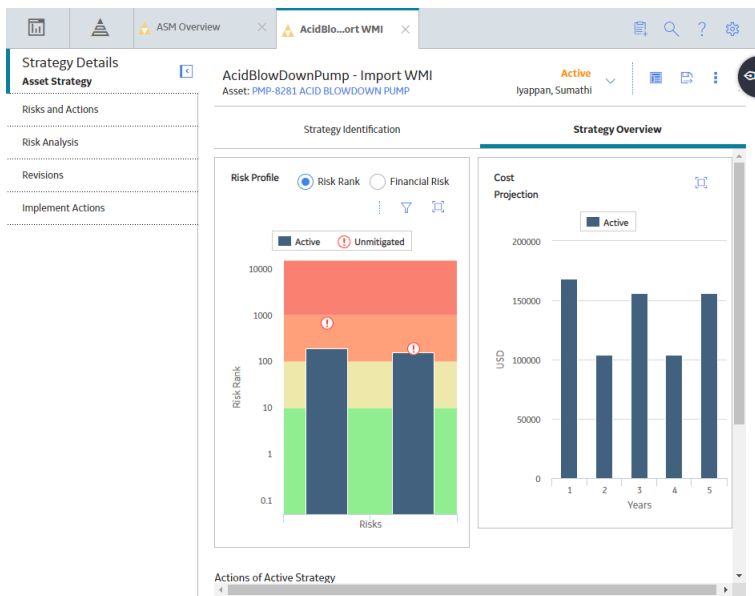 ASM Overview
AcidBlo...ort WMI
Strategy Details
Asset Strategy
Risks and Actions
Risk Analysis
Revisions
Implement Actions
AcidBlowDownPump - Import WMI
Asset: PMP-8281 ACID BLOWDOWN PUMP
Active
Iyappan, Sumathi
Strategy Identification
Strategy Overview
Risk Profile
Risk Rank
Financial Risk
Active
Unmitigated
10000
1000
100
10
1
0.1
Risk Rank
Risks
Cost
Projection
Active
200000
150000
100000
50000
0
USD
1 2 3 4 5
Years
Actions of Active Strategy